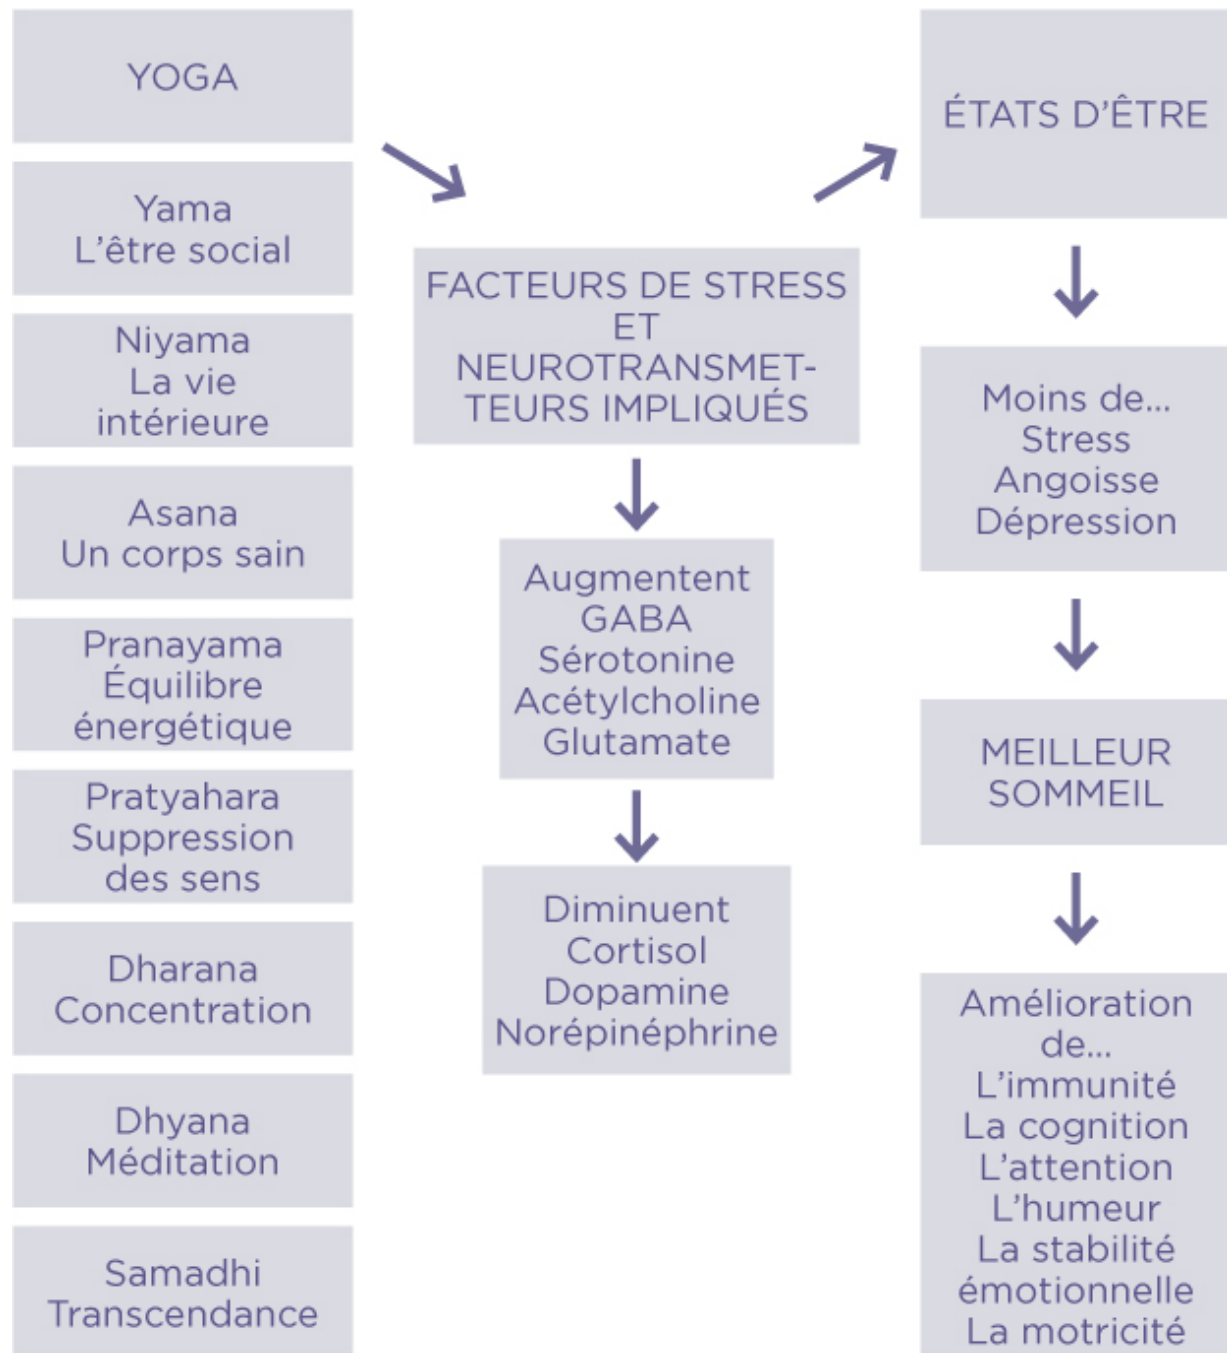 YOGA
Yama
L'être social
Niyama
La vie
intérieure
Asana
Un corps sain
Pranayama
Équilibre
énergétique
Pratyahara
Suppression
des sens
Dharana
Concentration
Dhyana
Méditation
Samadhi
Transcendance
FACTEURS DE STRESS
ET
NEUROTRANSMET-
TEURS IMPLIQUÉS
Augmentent
GABA
Sérotonine
Acétylcholine
Glutamate
Diminuent
Cortisol
Dopamine
Norépinéphrine
ÉTATS D'ÊTRE
Moins de...
Stress
Angoisse
Dépression
MEILLEUR
SOMMEIL
Amélioration
de...
L'immunité
La cognition
L'attention
L'humeur
La stabilité
émotionnelle
La motricité